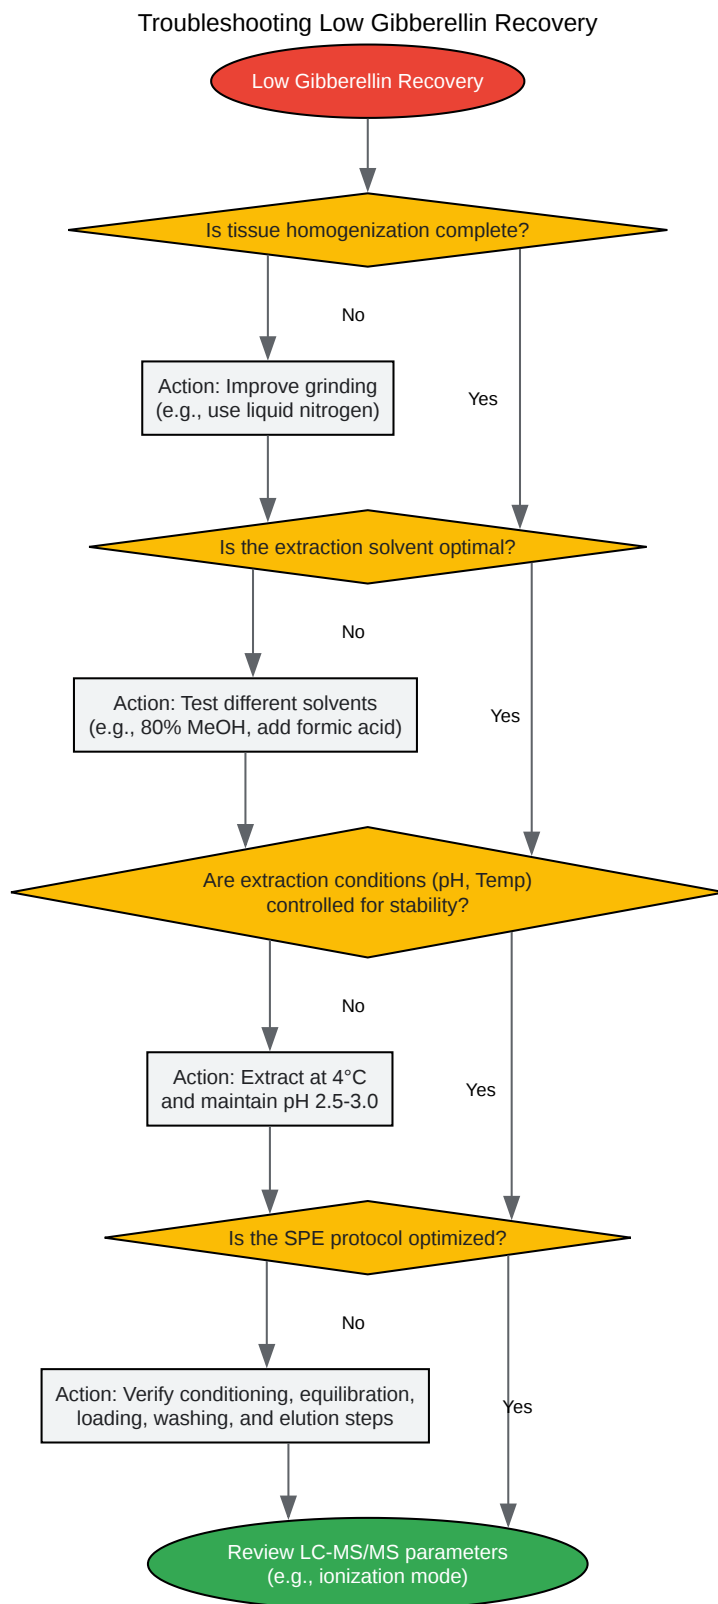 Troubleshooting Low Gibberellin Recovery
Low Gibberellin Recovery
Is tissue homogenization complete?
No
Action: Improve grinding
(e.g., use liquid nitrogen)
Yes
Is the extraction solvent optimal?
No
Action: Test different solvents
(e.g., 80% MeOH, add formic acid)
Yes
Are extraction conditions (pH, Temp)
controlled for stability?
No
Action: Extract at 4°C
and maintain pH 2.5-3.0
Yes
Is the SPE protocol optimized?
No
Action: Verify conditioning, equilibration,
loading, washing, and elution steps
Yes
Review LC-MS/MS parameters
(e.g., ionization mode)